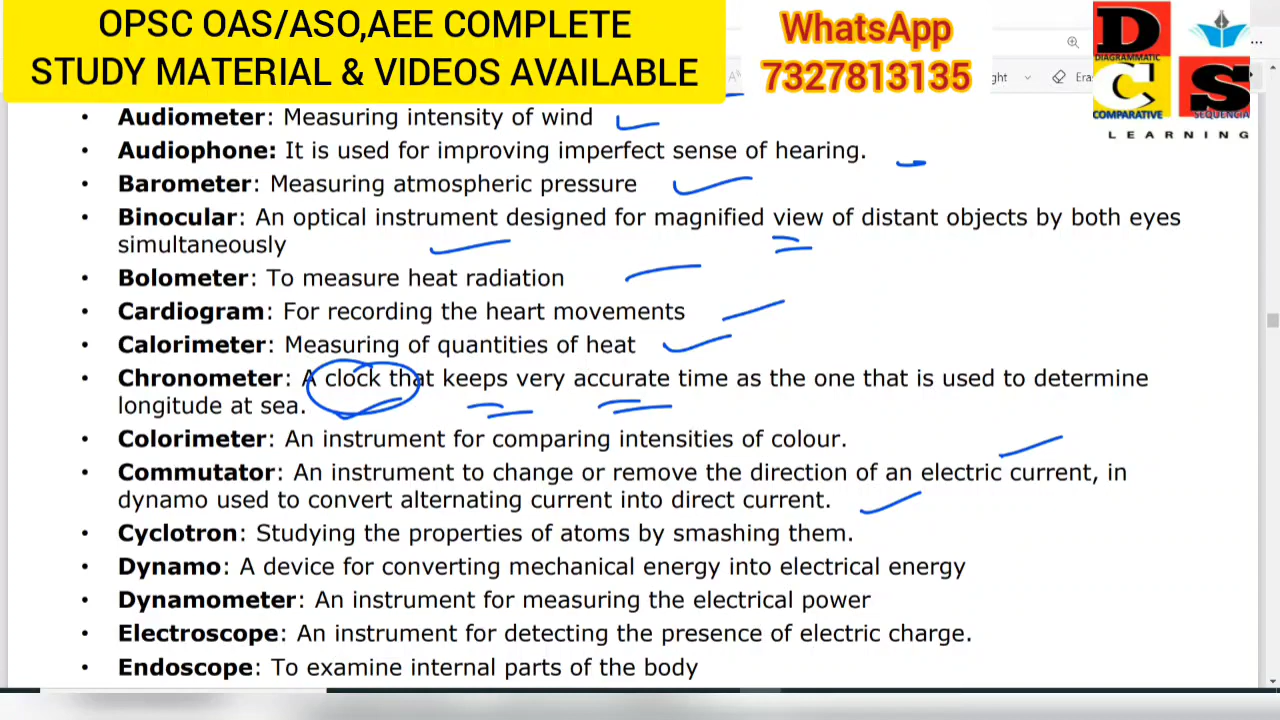 OPSC OAS/ASO,AEE COMPLETE
STUDY MATERIAL & VIDEOS AVAILABLE
WhatsApp
7327813135
ght
Era
D
DIAGRAMMATIC
C
COMPARATIVE
S
SEQUENCIA
LEARNING
• Audiometer: Measuring intensity of wind
• Audiophone: It is used for improving imperfect sense of hearing.
• Barometer: Measuring atmospheric pressure
• Binocular: An optical instrument designed for magnified view of distant objects by both eyes
simultaneously
• Bolometer: To measure heat radiation
• Cardiogram: For recording the heart movements
• Calorimeter: Measuring of quantities of heat
• Chronometer: A clock that keeps very accurate time as the one that is used to determine
longitude at sea.
• Colorimeter: An instrument for comparing intensities of colour.
• Commutator: An instrument to change or remove the direction of an electric current, in
dynamo used to convert alternating current into direct current.
• Cyclotron: Studying the properties of atoms by smashing them.
• Dynamo: A device for converting mechanical energy into electrical energy
• Dynamometer: An instrument for measuring the electrical power
• Electroscope: An instrument for detecting the presence of electric charge.
• Endoscope: To examine internal parts of the body